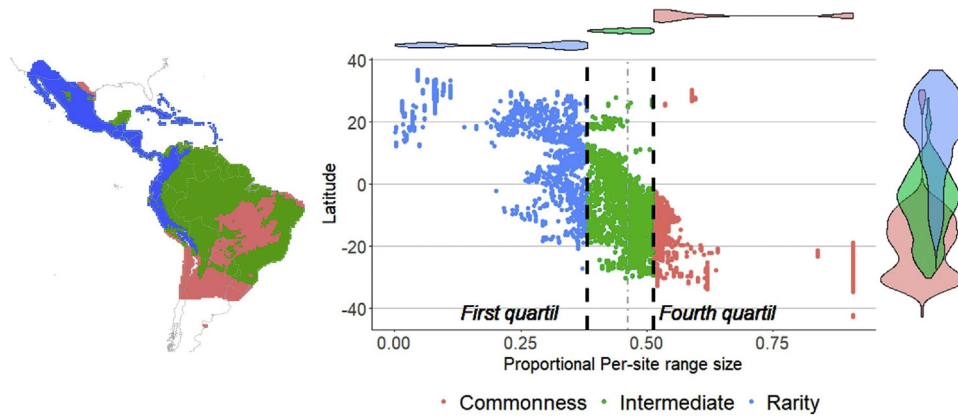 40
20
0
-20
-40
Latitude
First quartil
Fourth quartil
0.00 0.25 0.50 0.75
Proportional Per-site range size
Commonness Intermediate Rarity